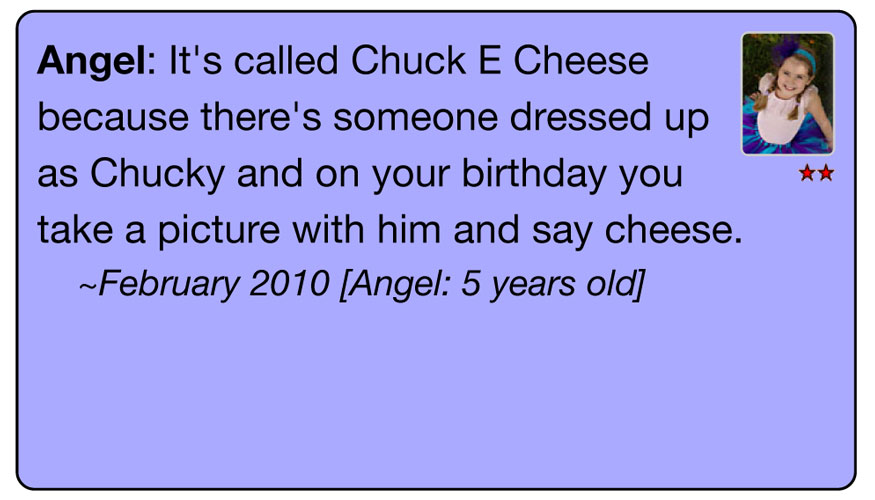 Angel: It's called Chuck E Cheese
because there's someone dressed up
as Chucky and on your birthday you
take a picture with him and say cheese.
~February 2010 [Angel: 5 years old]